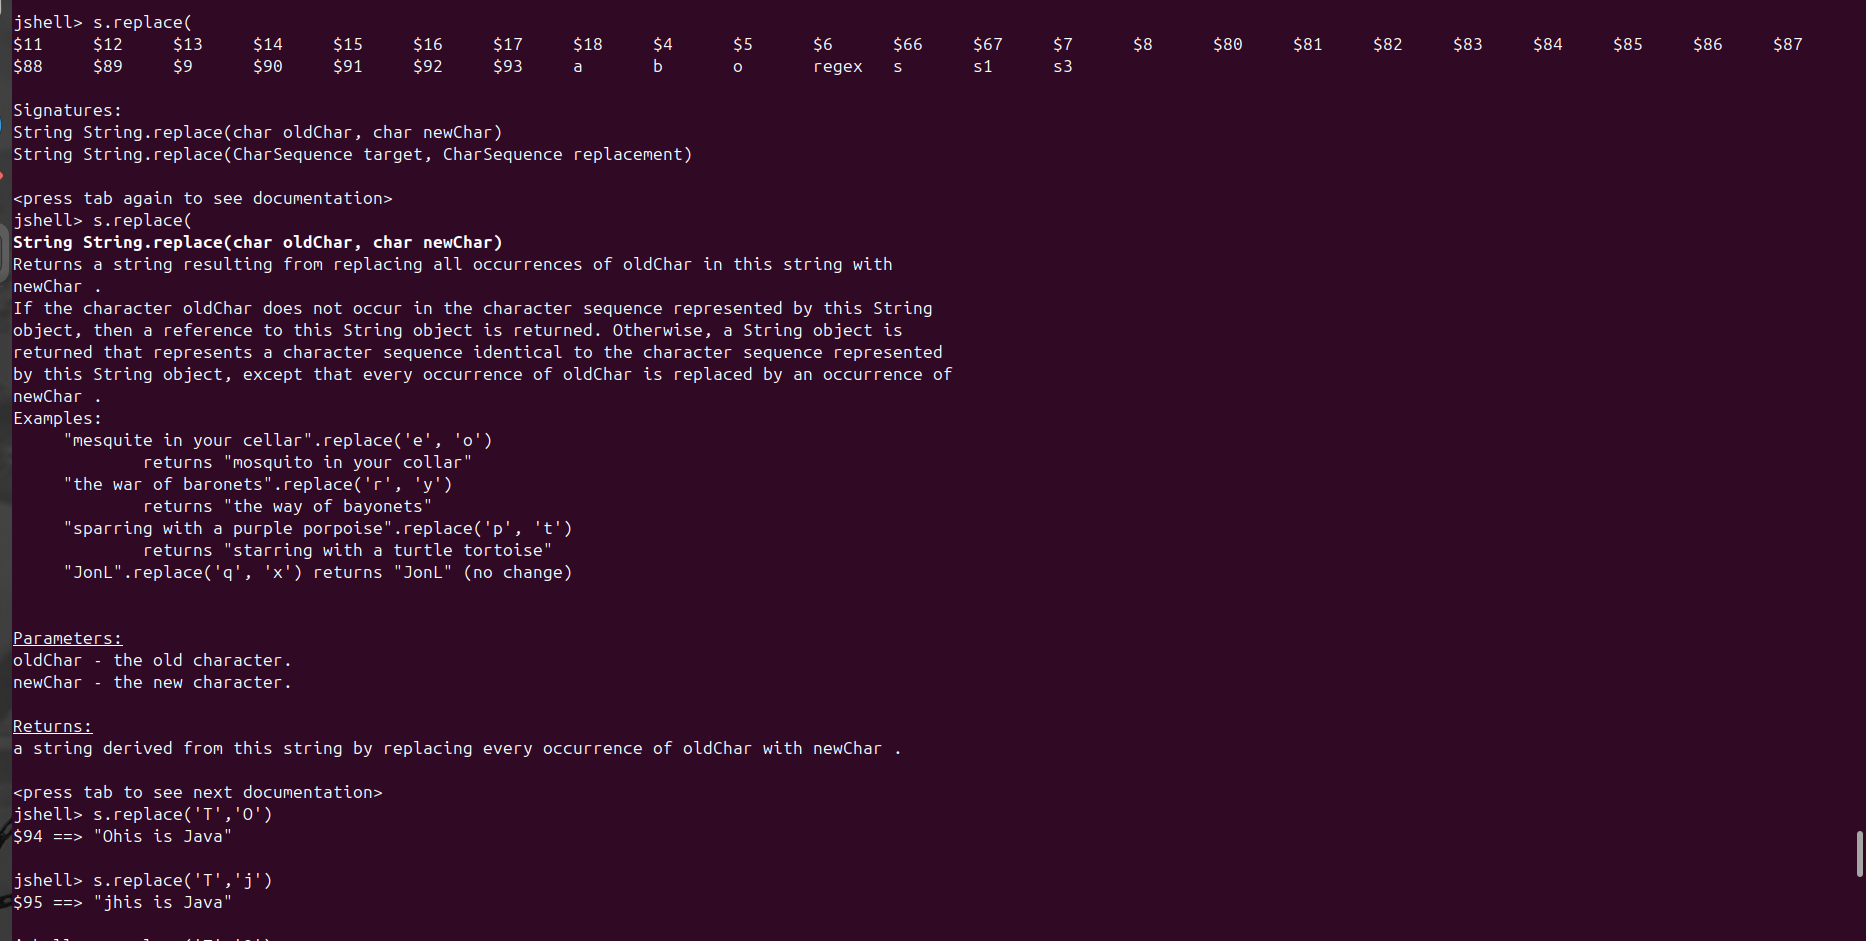 jshell> s.replace(
$11 $12 $13 $14 $15 $16 $17 $18 $4 $5 $6 $66 $67 $7 $8 $80 $81 $82 $83 $84 $85 $86 $87
$88 $89 $9 $90 $91 $92 $93 a b o regex s s1 s3
Signatures:
String String.replace(char oldChar, char newChar)
String String.replace(CharSequence target, CharSequence replacement)
<press tab again to see documentation>
jshell> s.replace(
String String.replace(char oldChar, char newChar)
Returns a string resulting from replacing all occurrences of oldChar in this string with
newChar .
If the character oldChar does not occur in the character sequence represented by this String
object, then a reference to this String object is returned. Otherwise, a String object is
returned that represents a character sequence identical to the character sequence represented
by this String object, except that every occurrence of oldChar is replaced by an occurrence of
newChar .
Examples:
"mesquite in your cellar".replace('e', 'o')
returns "mosquito in your collar"
"the war of baronets".replace('r', 'y')
returns "the way of bayonets"
"sparring with a purple porpoise".replace('p', 't')
returns "starring with a turtle tortoise"
"JonL".replace('q', 'x') returns "JonL" (no change)
Parameters:
oldChar - the old character.
newChar - the new character.
Returns:
a string derived from this string by replacing every occurrence of oldChar with newChar .
<press tab to see next documentation>
jshell> s.replace('T','O')
$94 ==> "Ohis is Java"
jshell> s.replace('T','j')
$95 ==> "jhis is Java"